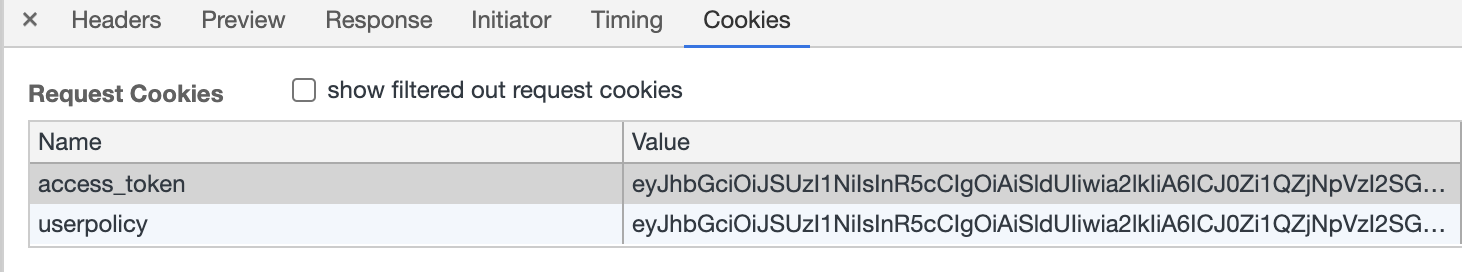 × Headers Preview Response Initiator Timing Cookies
Request Cookies show filtered out request cookies
Name Value
access_token eyJhbGciOiJSUzI1NiIsInR5cCIgOiAiSldUIiwia2lkIiA6ICJ0Zi1QZjNpVzI2SG...
userpolicy eyJhbGciOiJSUzI1NiIsInR5cCIgOiAiSldUIiwia2lkIiA6ICJ0Zi1QZjNpVzI2SG...